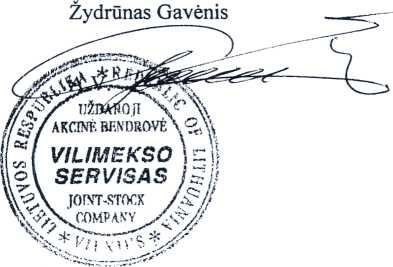 Žydrūnas Gavėnis
LIETUVOS RESPUBLIKA * REPUBLIC OF LITHUANIA
* VILNIUS *
UŽDAROJI
AKCINĖ BENDROVĖ
VILIMEKSO
SERVISAS
JOINT-STOCK
COMPANY